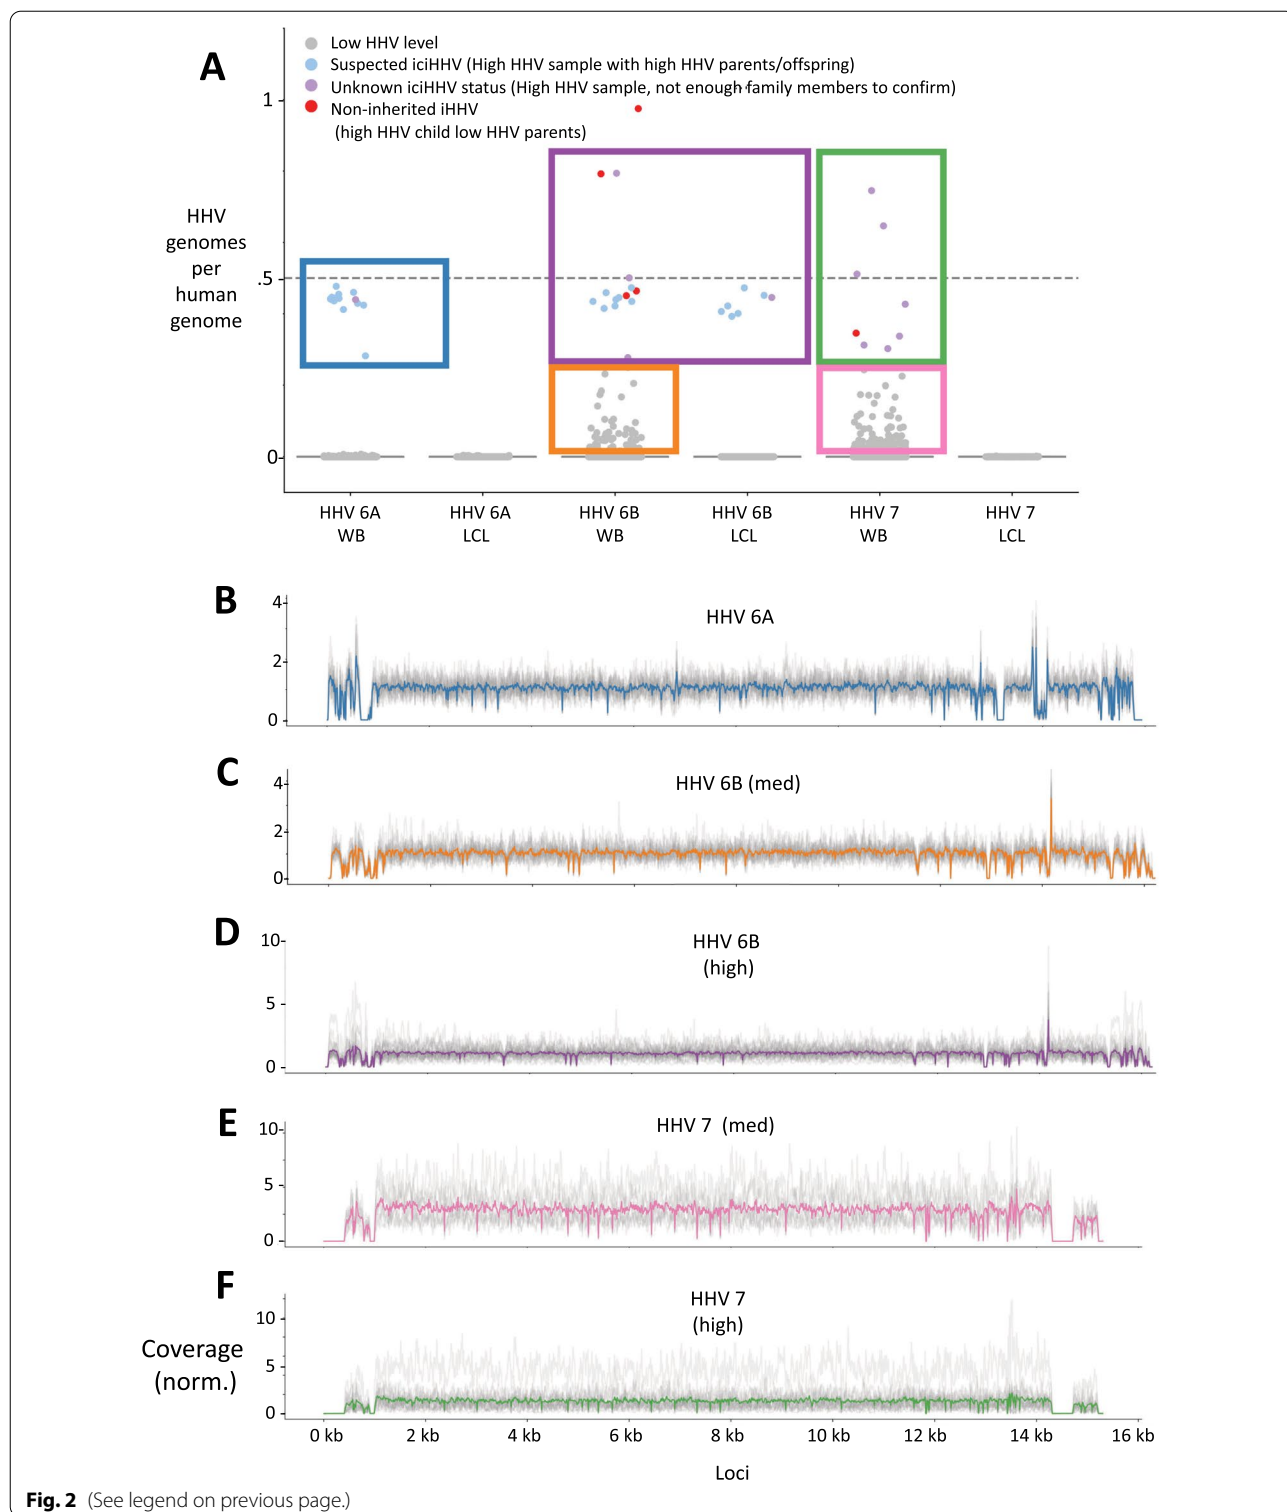 A
Low HHV level
Suspected iciHHV (High HHV sample with high HHV parents/offspring)
Unknown iciHHV status (High HHV sample, not enough family members to confirm)
Non-inherited iHHV
(high HHV child low HHV parents)
1
.5
0
HHV
genomes
per
human
genome
HHV 6A
WB
HHV 6A
LCL
HHV 6B
WB
HHV 6B
LCL
HHV 7
WB
HHV 7
LCL
B
HHV 6A
4
2
0
C
HHV 6B (med)
4
2
0
D
HHV 6B
(high)
10
5
0
E
HHV 7 (med)
10
5
0
F
HHV 7
(high)
10
5
0
Coverage
(norm.)
0 kb 2 kb 4 kb 6 kb 8 kb 10 kb 12 kb 14 kb 16 kb
Loci
Fig. 2 (See legend on previous page.)